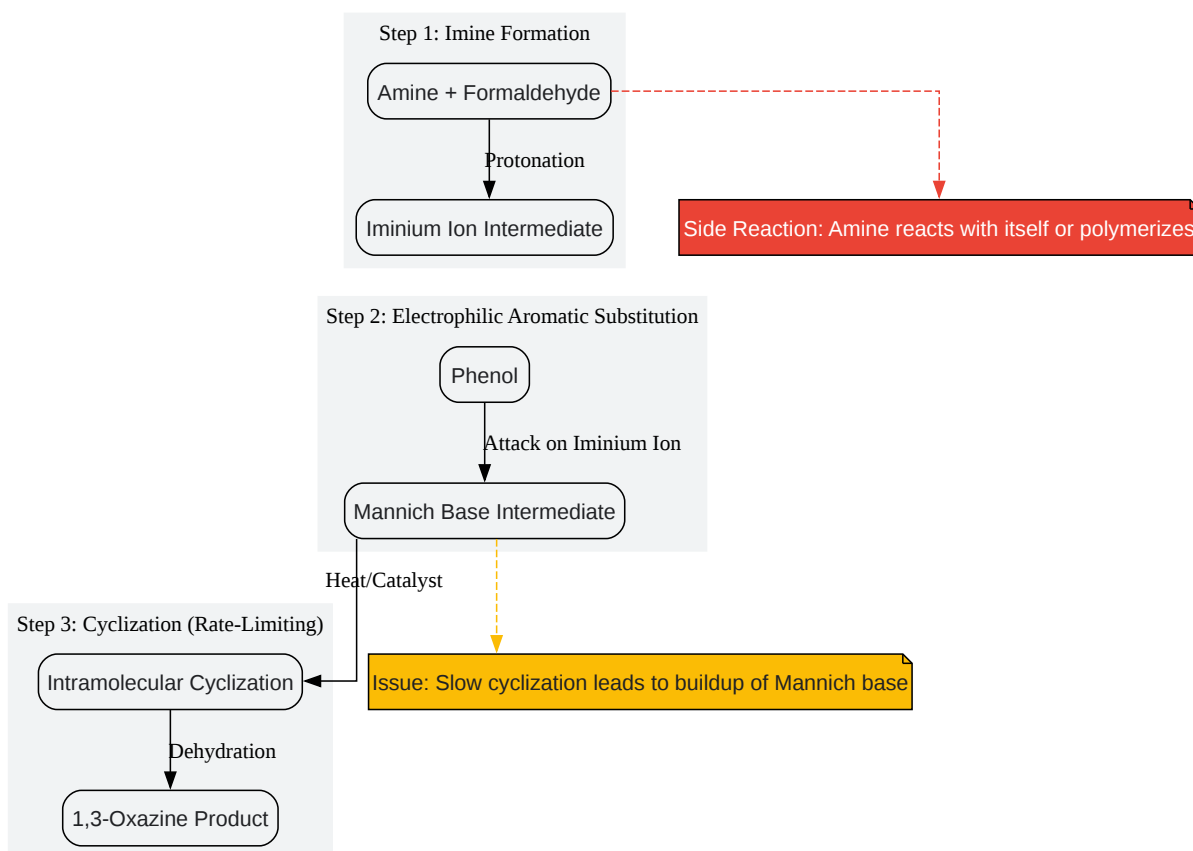 Step 1: Imine Formation
Amine + Formaldehyde
Protonation
Iminium Ion Intermediate
Side Reaction: Amine reacts with itself or polymerizes
Step 2: Electrophilic Aromatic Substitution
Phenol
Attack on Iminium Ion
Mannich Base Intermediate
Heat/Catalyst
Step 3: Cyclization (Rate-Limiting)
Intramolecular Cyclization
Issue: Slow cyclization leads to buildup of Mannich base
Dehydration
1,3-Oxazine Product